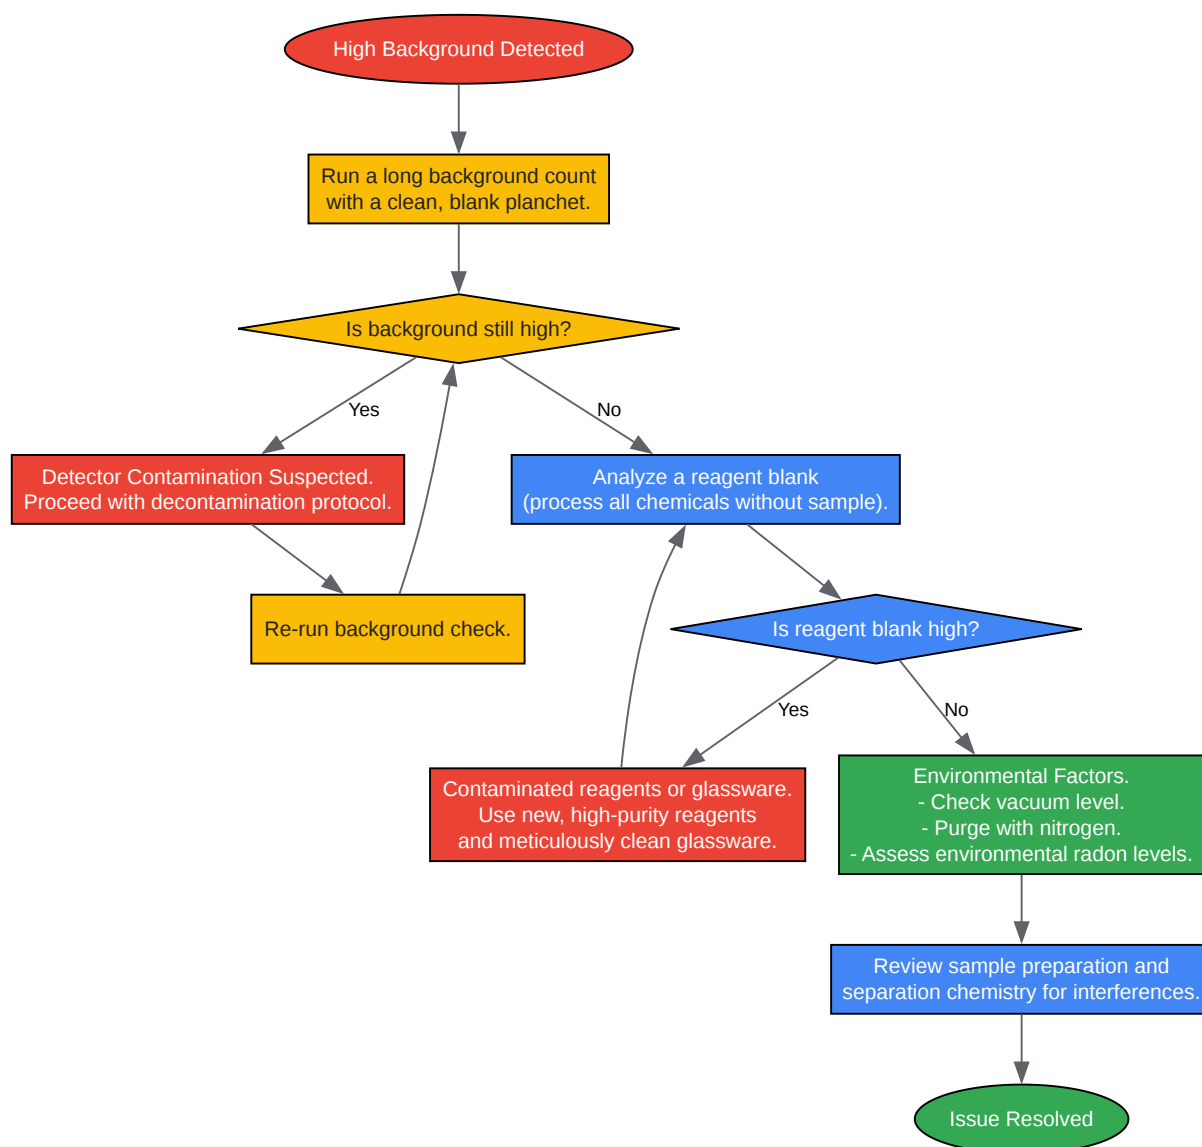 High Background Detected
Run a long background count
with a clean, blank planchet.
Is background still high?
Yes
No
Detector Contamination Suspected.
Proceed with decontamination protocol.
Analyze a reagent blank
(process all chemicals without sample).
Re-run background check.
Is reagent blank high?
Yes
No
Contaminated reagents or glassware.
Use new, high-purity reagents
and meticulously clean glassware.
Environmental Factors.
- Check vacuum level.
- Purge with nitrogen.
- Assess environmental radon levels.
Review sample preparation and
separation chemistry for interferences.
Issue Resolved